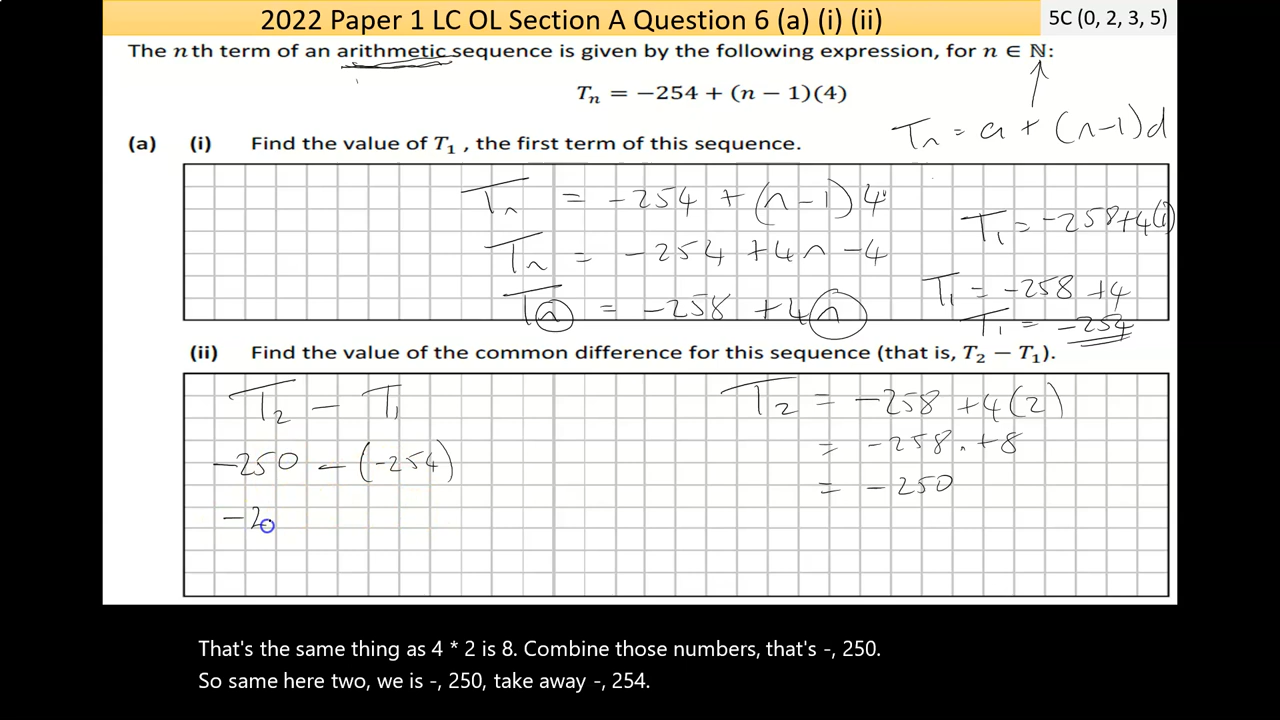 2022 Paper 1 LC OL Section A Question 6 (a) (i) (ii)
5C (0, 2, 3, 5)
The nth term of an arithmetic sequence is given by the following expression, for n ∈ ℕ:
Tₙ = −254 + (n − 1)(4)
Tₙ = a + (n−1)d
(a) (i) Find the value of T₁ , the first term of this sequence.
Tₙ = −254 + (n−1)4
Tₙ = −254 +4n −4
Tₙ = −258 +4n
T₁ = −258+4(1)
T₁ = −258 +4
T₁ = −254
(ii) Find the value of the common difference for this sequence (that is, T₂ − T₁).
T₂ − T₁
−250 − (−254)
−2
T₂ = −258 +4(2)
= −258 +8
= −250
That's the same thing as 4 * 2 is 8. Combine those numbers, that's -, 250.
So same here two, we is -, 250, take away -, 254.